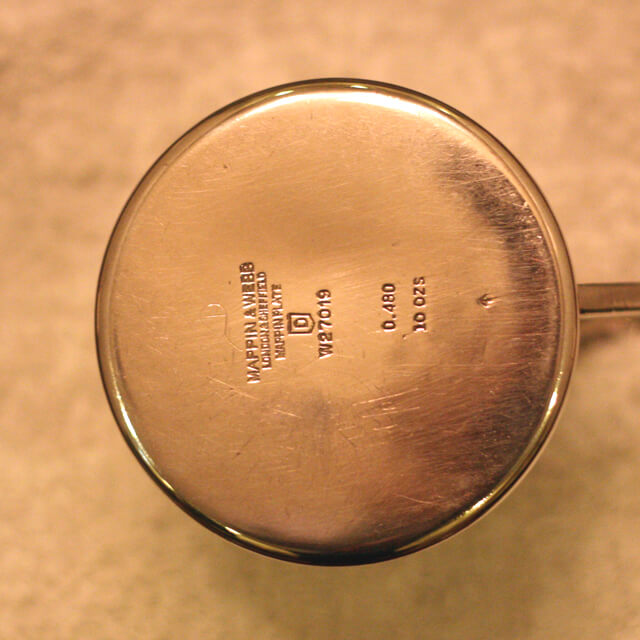 MAPPIN & WEBB
LONDON & SHEFFIELD
MAPPIN PLATE
D
W27019
0.480
10 OZS